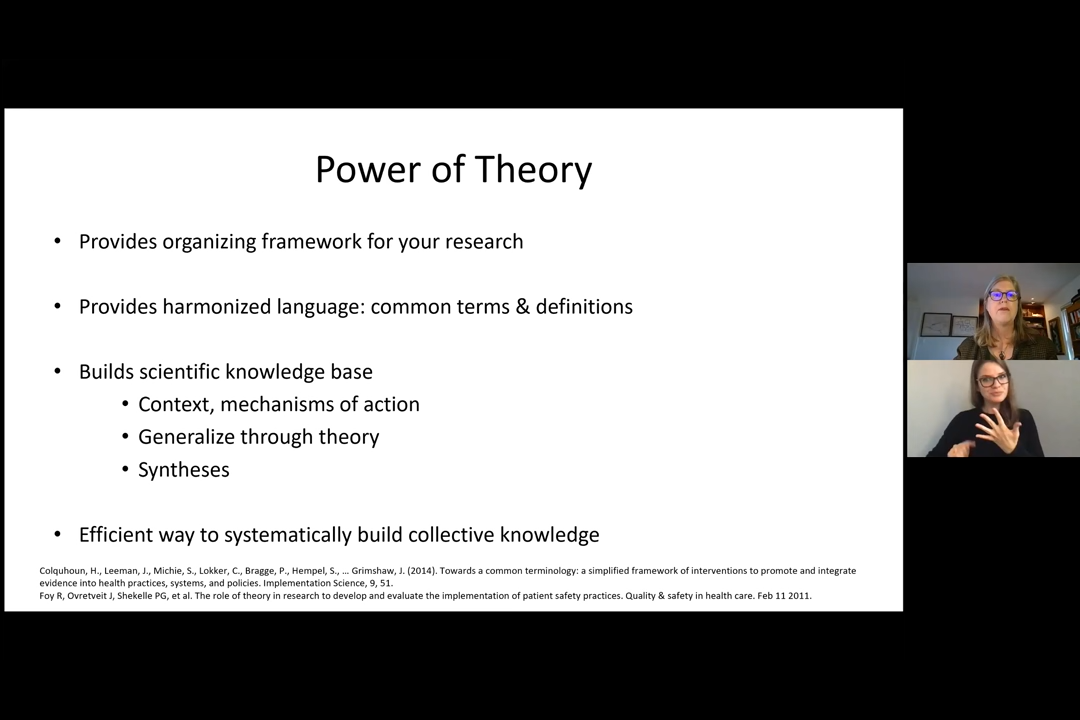 Power of Theory
• Provides organizing framework for your research
• Provides harmonized language: common terms & definitions
• Builds scientific knowledge base
• Context, mechanisms of action
• Generalize through theory
• Syntheses
• Efficient way to systematically build collective knowledge
Colquhoun, H., Leeman, J., Michie, S., Lokker, C., Bragge, P., Hempel, S., … Grimshaw, J. (2014). Towards a common terminology: a simplified framework of interventions to promote and integrate
evidence into health practices, systems, and policies. Implementation Science, 9, 51.
Foy R, Ovretveit J, Shekelle PG, et al. The role of theory in research to develop and evaluate the implementation of patient safety practices. Quality & safety in health care. Feb 11 2011.